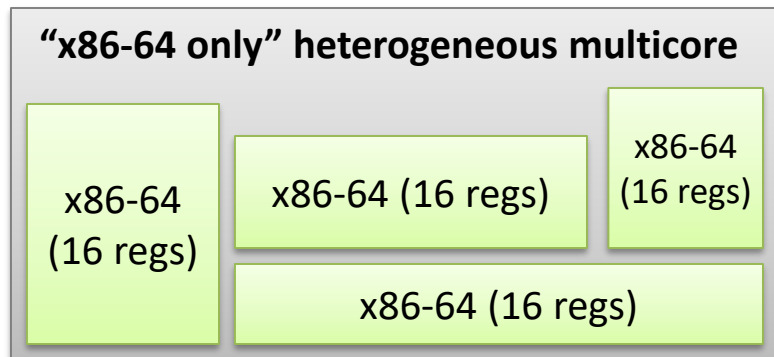 “x86-64 only” heterogeneous multicore
x86-64
(16 regs)
x86-64 (16 regs)
x86-64
(16 regs)
x86-64 (16 regs)